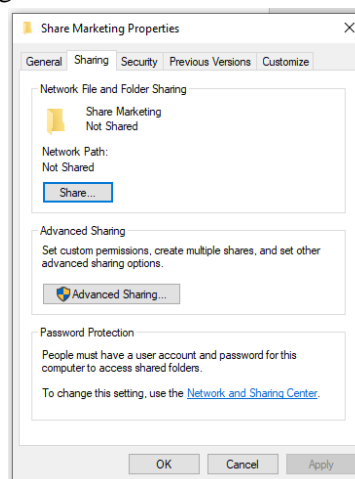 Share Marketing Properties
General Sharing Security Previous Versions Customize
Network File and Folder Sharing
Share Marketing
Not Shared
Network Path:
Not Shared
Share...
Advanced Sharing
Set custom permissions, create multiple shares, and set other
advanced sharing options.
Advanced Sharing...
Password Protection
People must have a user account and password for this
computer to access shared folders.
To change this setting, use the Network and Sharing Center.
OK Cancel Apply